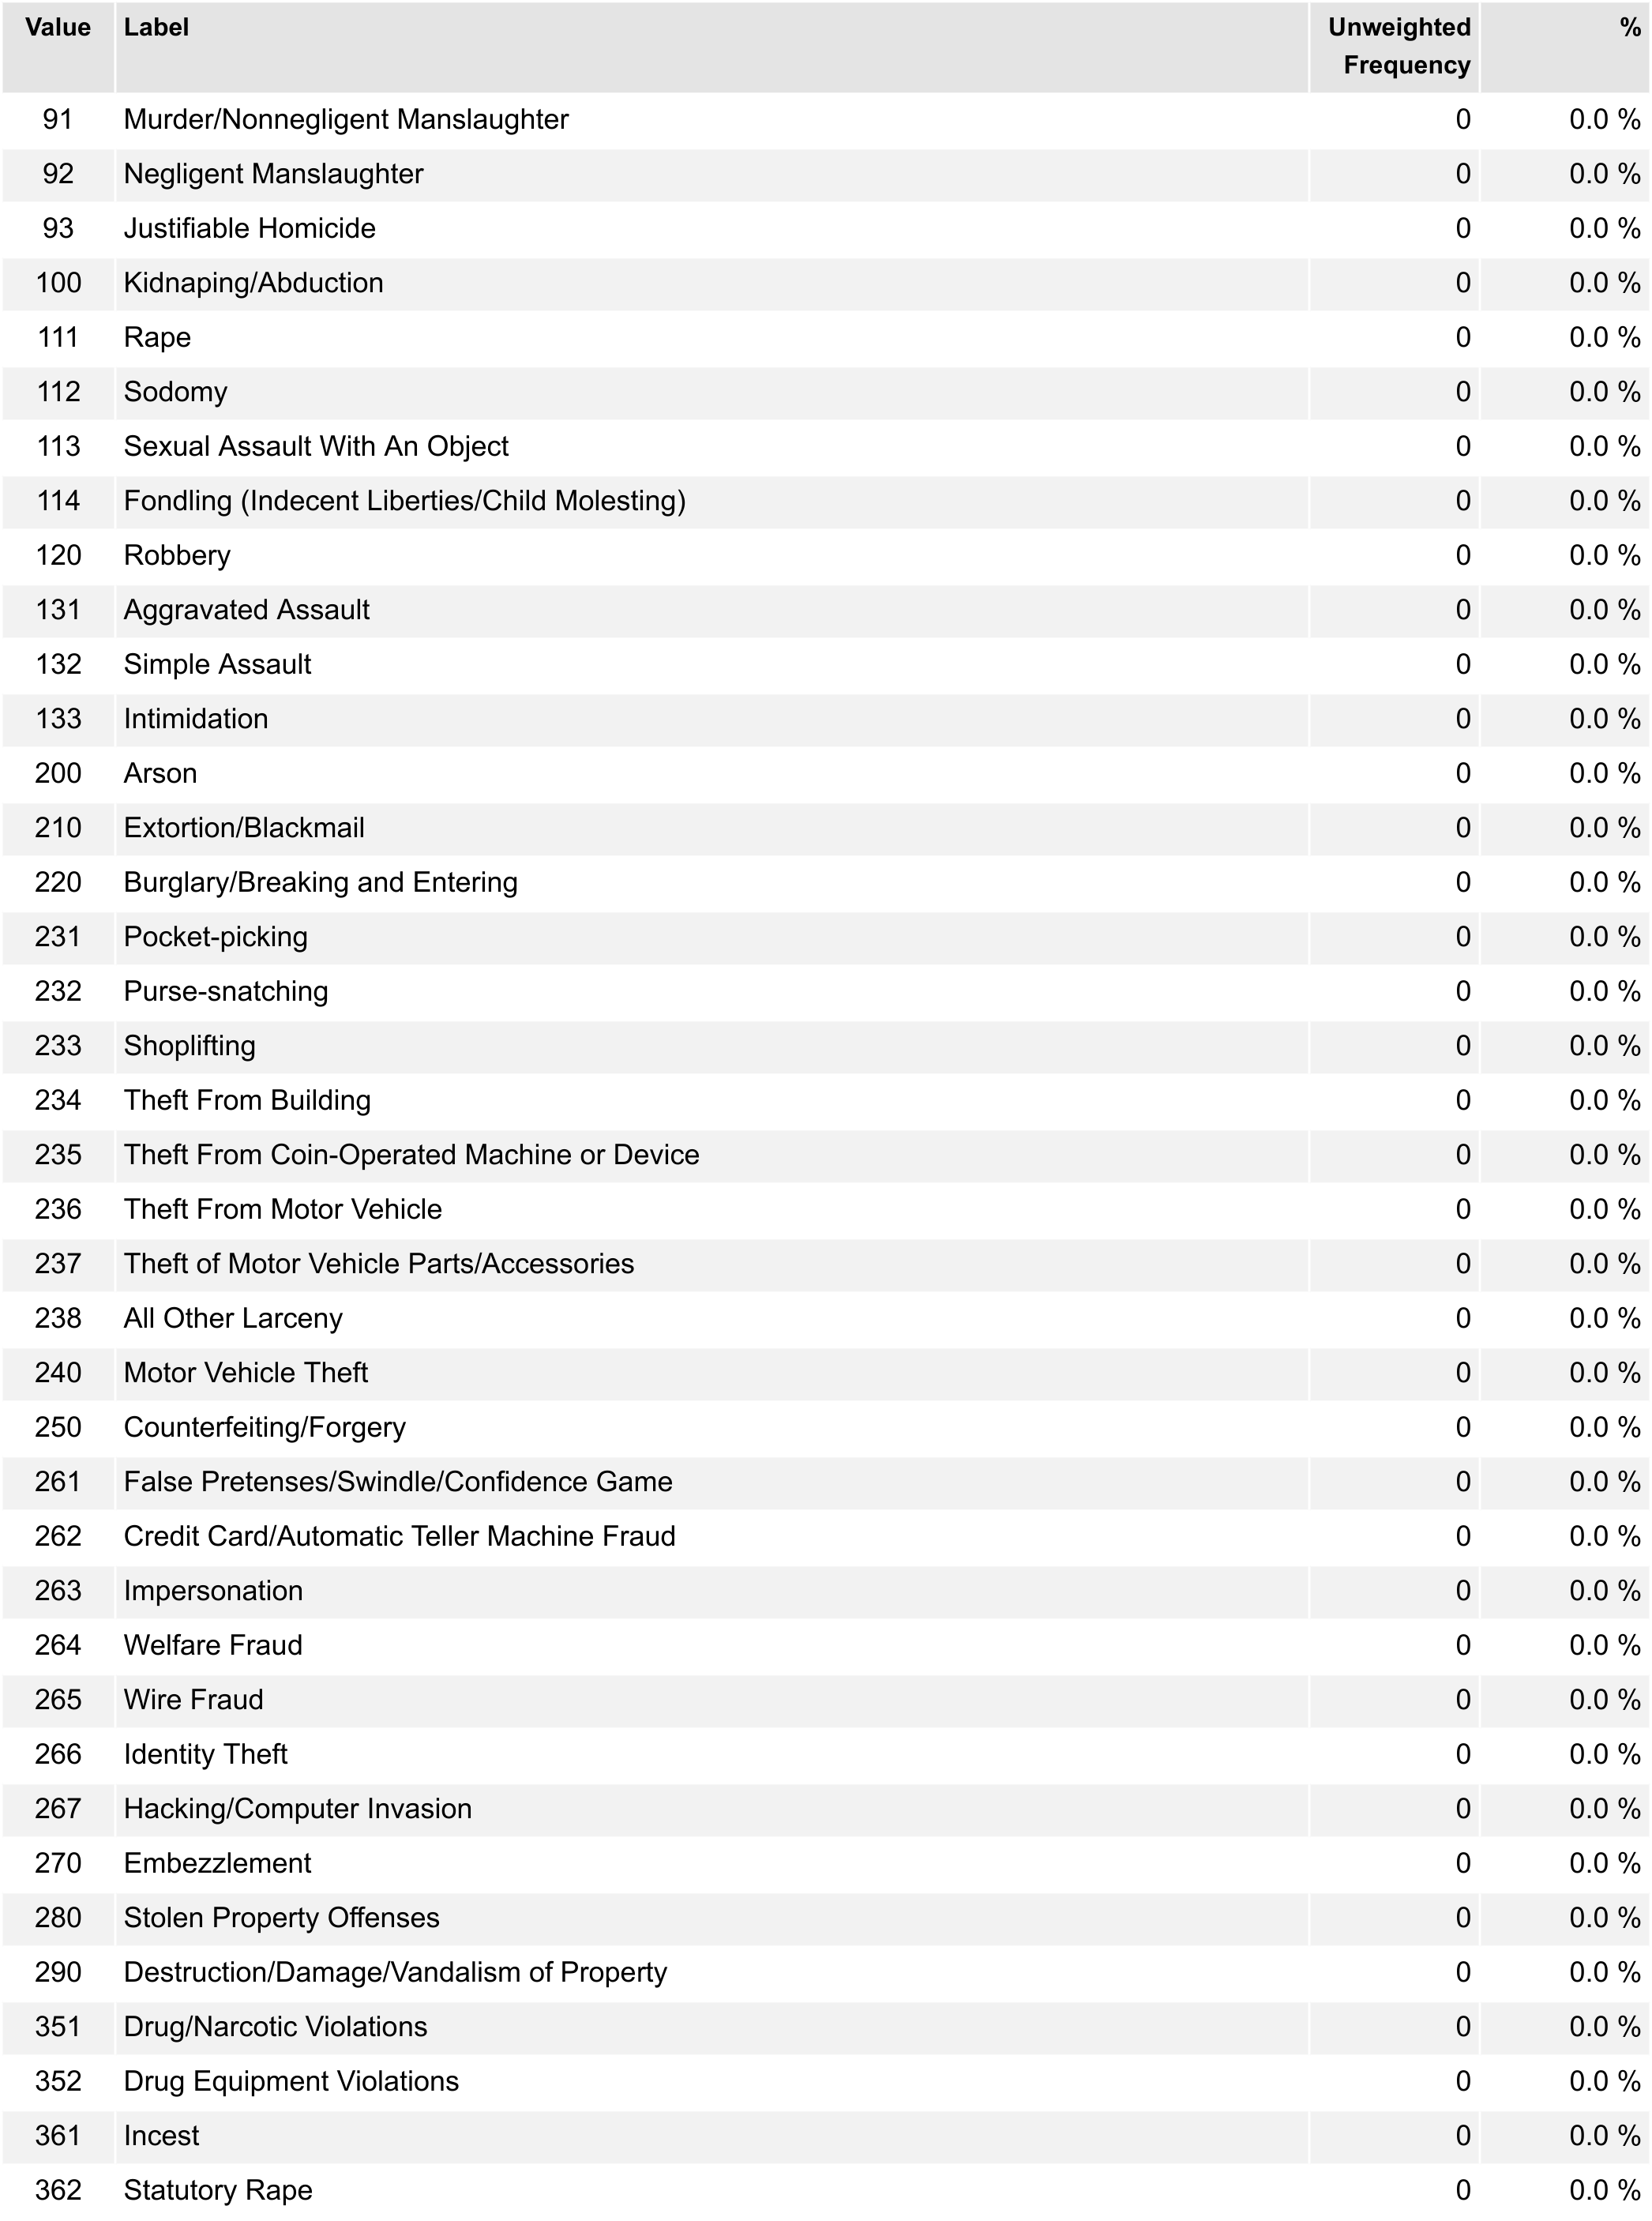 Value Label Unweighted Frequency %
91 Murder/Nonnegligent Manslaughter 0 0.0 %
92 Negligent Manslaughter 0 0.0 %
93 Justifiable Homicide 0 0.0 %
100 Kidnaping/Abduction 0 0.0 %
111 Rape 0 0.0 %
112 Sodomy 0 0.0 %
113 Sexual Assault With An Object 0 0.0 %
114 Fondling (Indecent Liberties/Child Molesting) 0 0.0 %
120 Robbery 0 0.0 %
131 Aggravated Assault 0 0.0 %
132 Simple Assault 0 0.0 %
133 Intimidation 0 0.0 %
200 Arson 0 0.0 %
210 Extortion/Blackmail 0 0.0 %
220 Burglary/Breaking and Entering 0 0.0 %
231 Pocket-picking 0 0.0 %
232 Purse-snatching 0 0.0 %
233 Shoplifting 0 0.0 %
234 Theft From Building 0 0.0 %
235 Theft From Coin-Operated Machine or Device 0 0.0 %
236 Theft From Motor Vehicle 0 0.0 %
237 Theft of Motor Vehicle Parts/Accessories 0 0.0 %
238 All Other Larceny 0 0.0 %
240 Motor Vehicle Theft 0 0.0 %
250 Counterfeiting/Forgery 0 0.0 %
261 False Pretenses/Swindle/Confidence Game 0 0.0 %
262 Credit Card/Automatic Teller Machine Fraud 0 0.0 %
263 Impersonation 0 0.0 %
264 Welfare Fraud 0 0.0 %
265 Wire Fraud 0 0.0 %
266 Identity Theft 0 0.0 %
267 Hacking/Computer Invasion 0 0.0 %
270 Embezzlement 0 0.0 %
280 Stolen Property Offenses 0 0.0 %
290 Destruction/Damage/Vandalism of Property 0 0.0 %
351 Drug/Narcotic Violations 0 0.0 %
352 Drug Equipment Violations 0 0.0 %
361 Incest 0 0.0 %
362 Statutory Rape 0 0.0 %